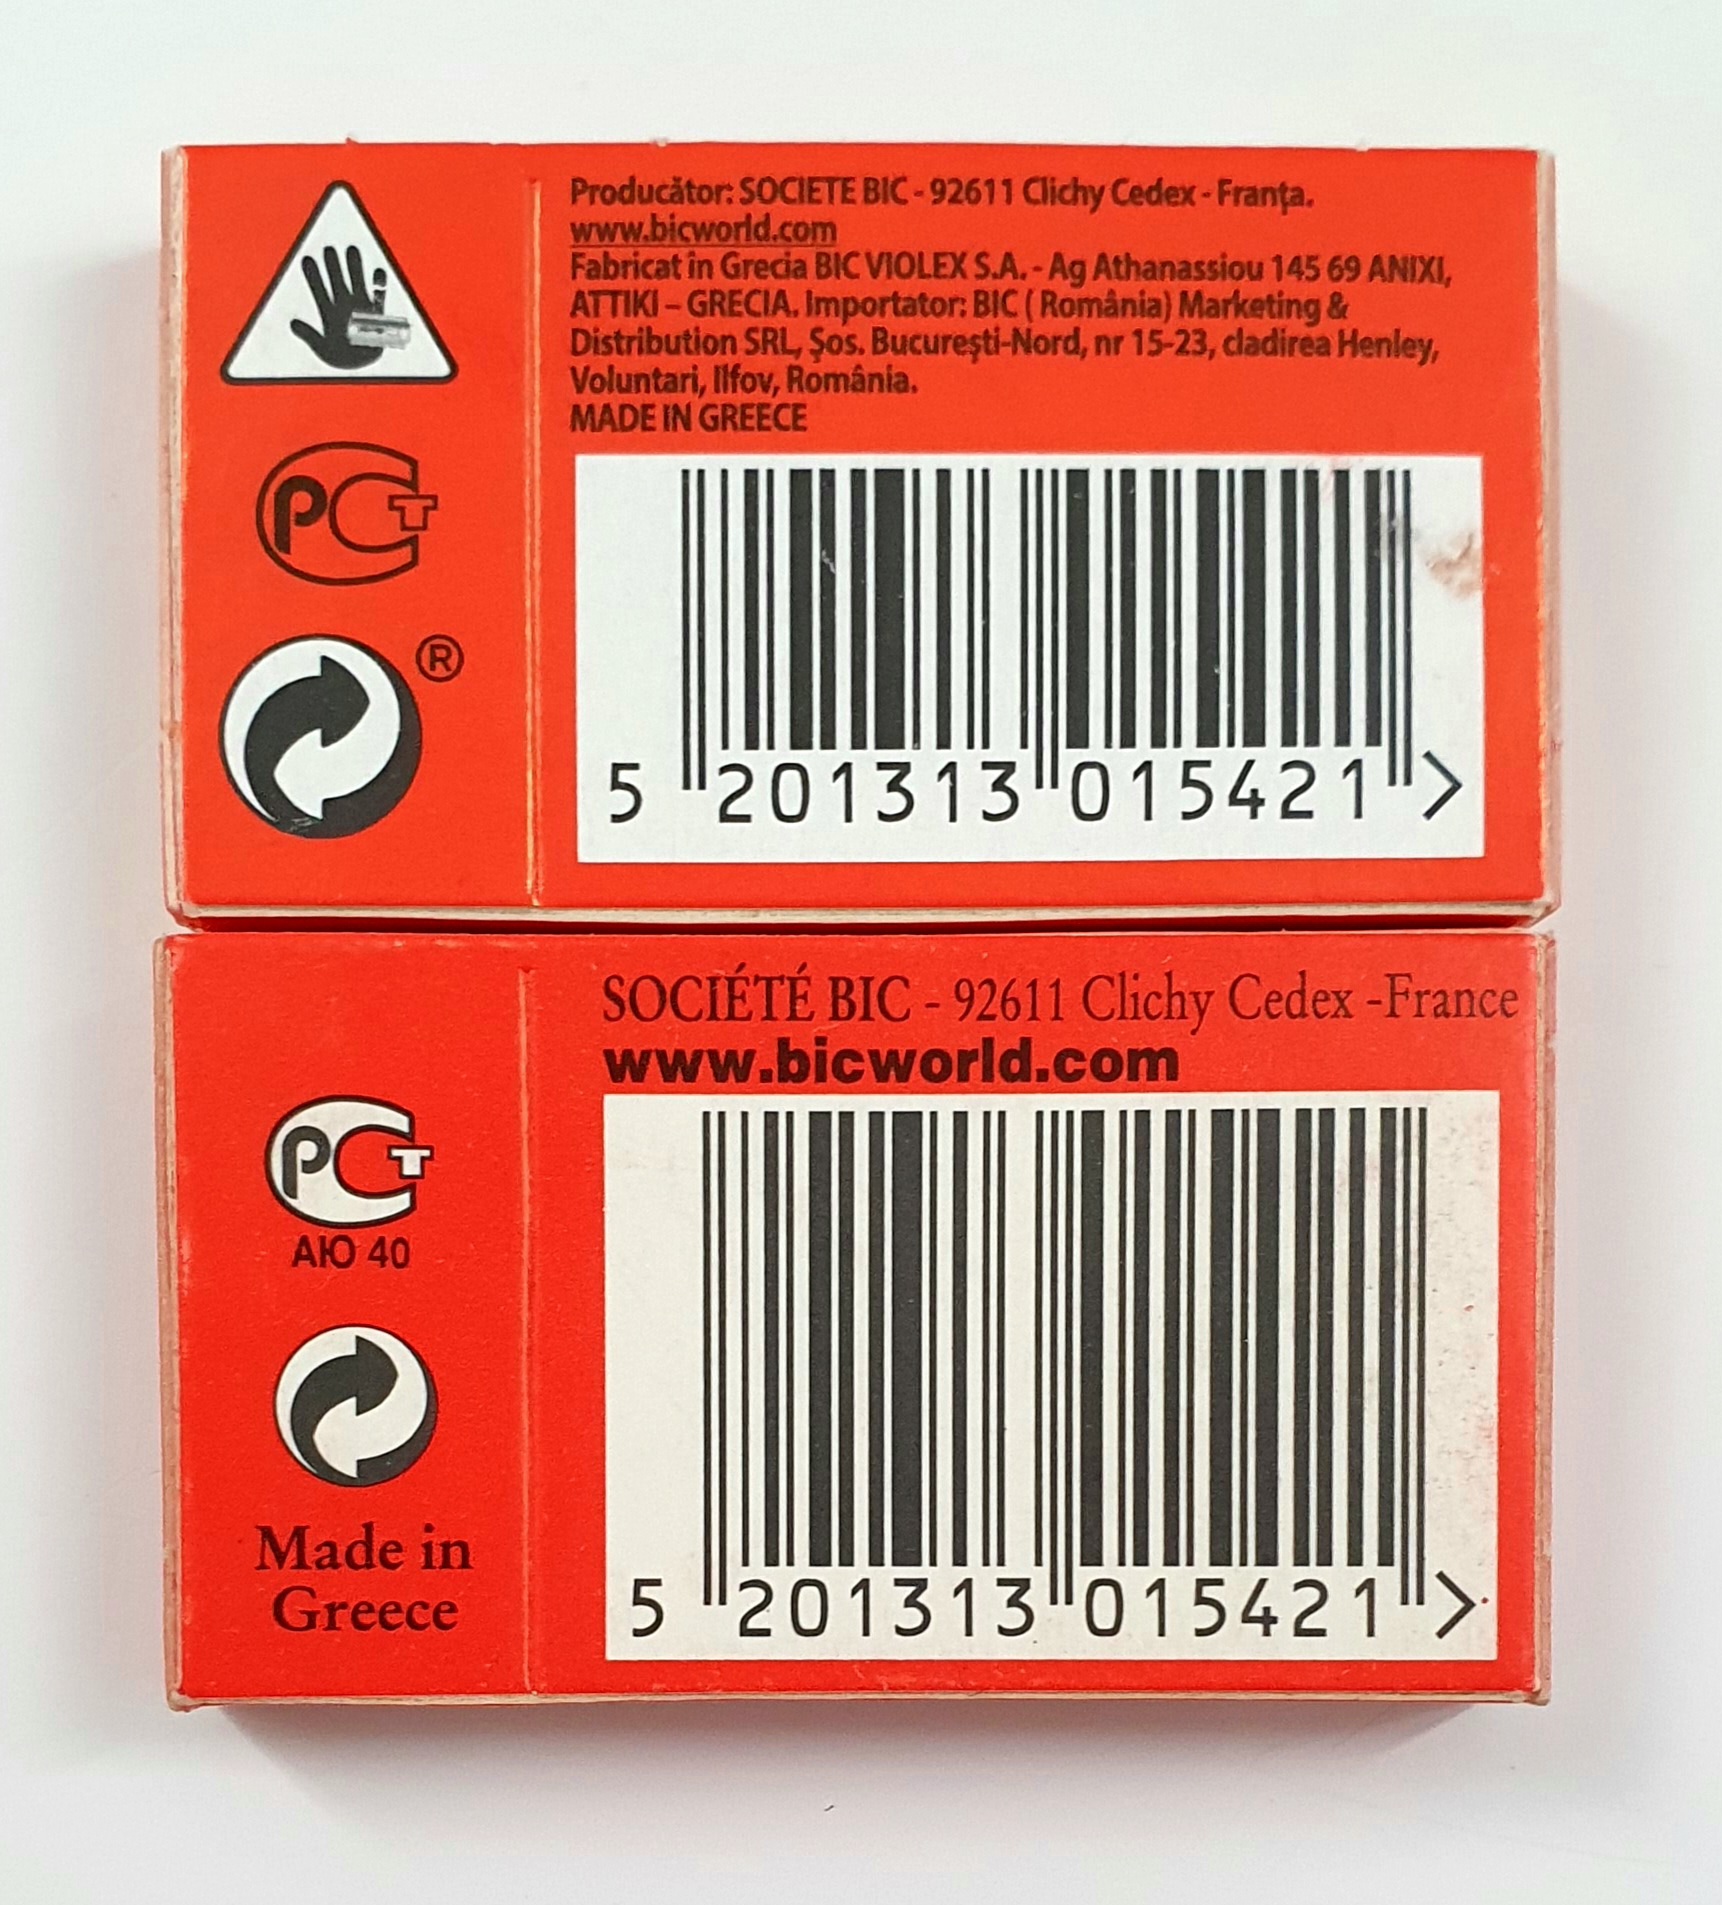 Producător: SOCIETE BIC - 92611 Clichy Cedex - Franţa.
www.bicworld.com
Fabricat în Grecia BIC VIOLEX S.A. - Ag Athanassiou 145 69 ANIXI,
ATTIKI – GRECIA. Importator: BIC ( România) Marketing &
Distribution SRL, Şos. Bucureşti-Nord, nr 15-23, cladirea Henley,
Voluntari, Ilfov, România.
MADE IN GREECE
РСТ
®
5 201313 015421 >
SOCIÉTÉ BIC - 92611 Clichy Cedex -France
www.bicworld.com
РСТ
АЮ 40
Made in
Greece
5 201313 015421 >